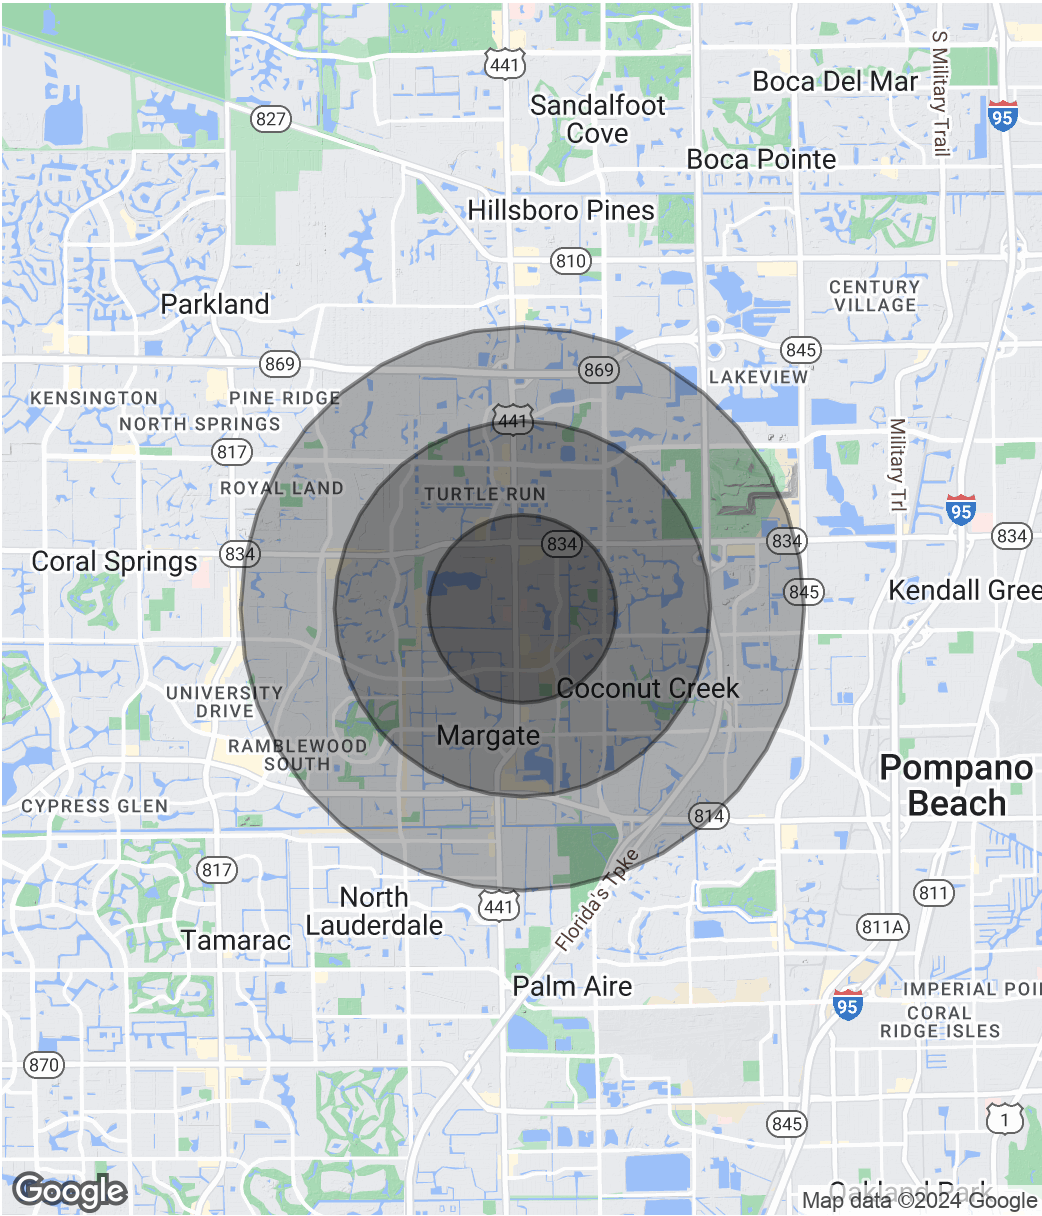 441
S Military Trail
Boca Del Mar
Sandalfoot
Cove
95
827
Boca Pointe
Hillsboro Pines
810
CENTURY
VILLAGE
Parkland
845
869
869
LAKEVIEW
KENSINGTON
PINE RIDGE
NORTH SPRINGS
441
817
Military Trl
ROYAL LAND
TURTLE RUN
95
834
834
834
834
Coral Springs
845
Kendall Gree
UNIVERSITY
DRIVE
Coconut Creek
Margate
RAMBLEWOOD
SOUTH
Pompano
Beach
CYPRESS GLEN
814
817
Florida's Tpke
North
Lauderdale
441
811
811A
Tamarac
Palm Aire
IMPERIAL POI
95
CORAL
RIDGE ISLES
870
845
1
Google
Oakland Park
Map data ©2024 Google